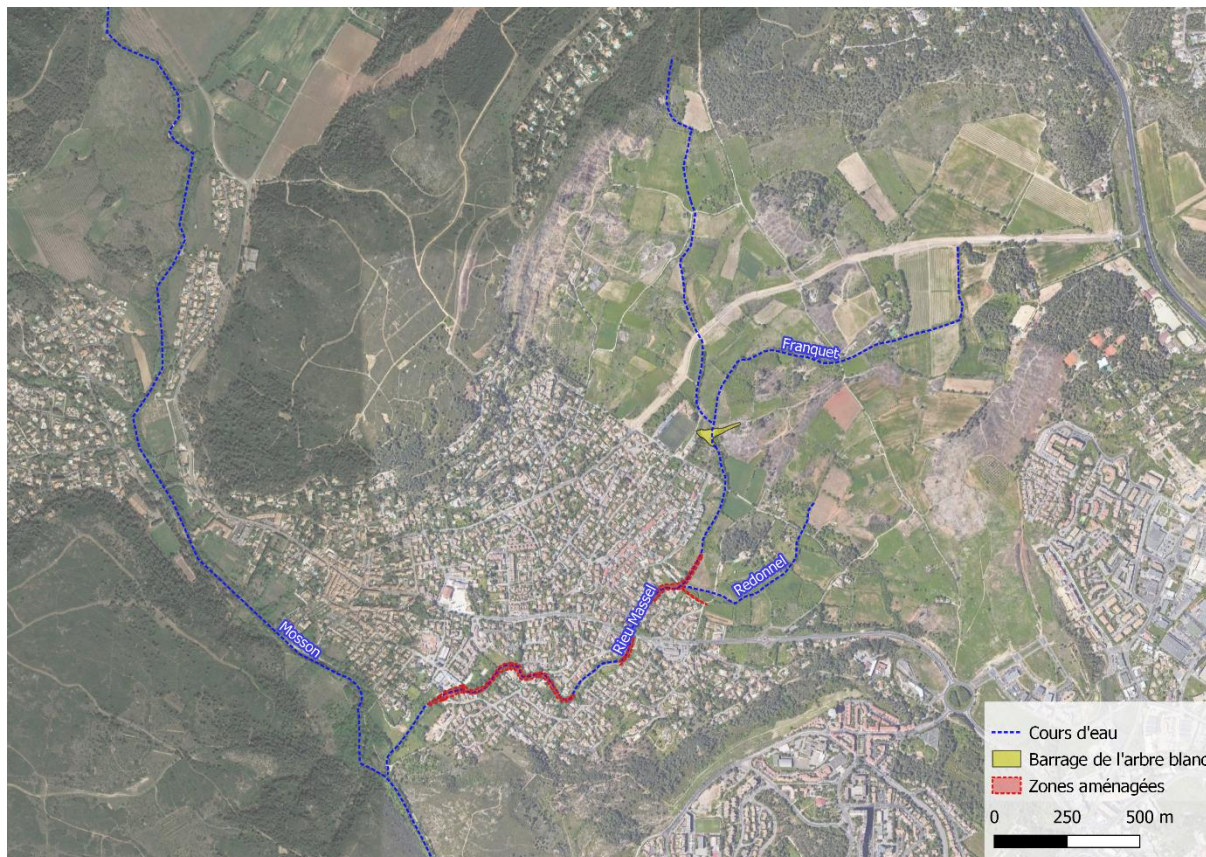 Franquet
Redonnel
Rieu Massel
Mosson
Cours d'eau
Barrage de l'arbre blanc
Zones aménagées
0 250 500 m